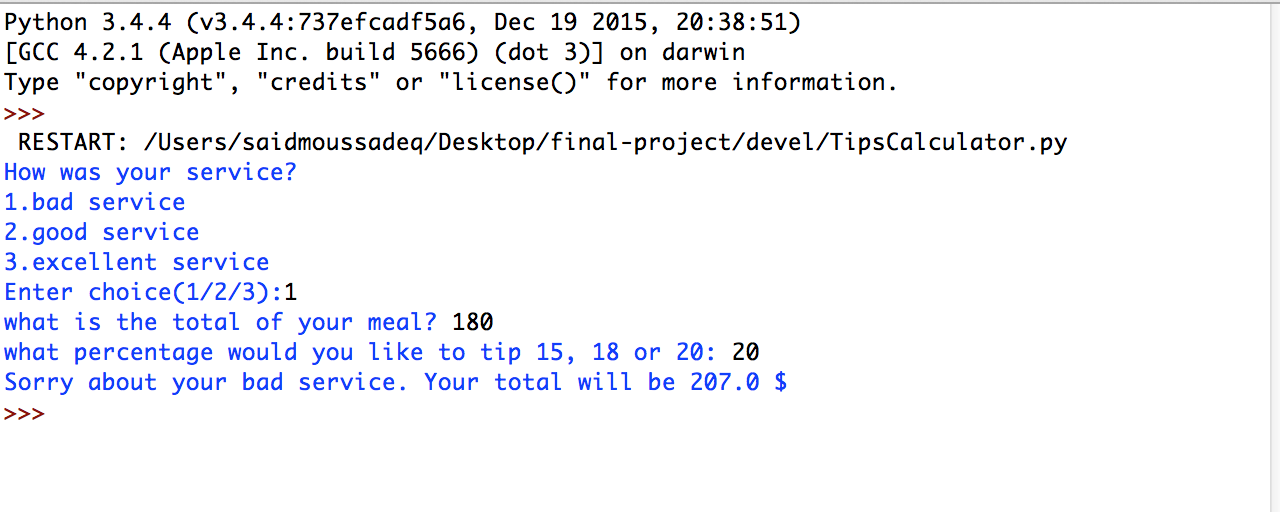 Python 3.4.4 (v3.4.4:737efcadf5a6, Dec 19 2015, 20:38:51)
[GCC 4.2.1 (Apple Inc. build 5666) (dot 3)] on darwin
Type "copyright", "credits" or "license()" for more information.
>>>
 RESTART: /Users/saidmoussadeq/Desktop/final-project/devel/TipsCalculator.py
How was your service?
1.bad service
2.good service
3.excellent service
Enter choice(1/2/3):1
what is the total of your meal? 180
what percentage would you like to tip 15, 18 or 20: 20
Sorry about your bad service. Your total will be 207.0 $
>>>